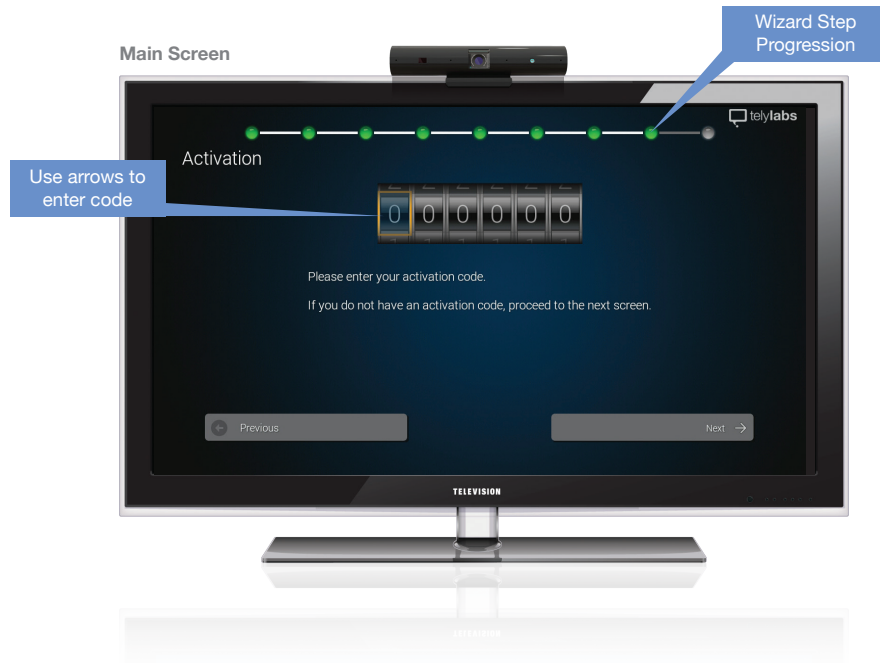 Wizard Step
Progression
Main Screen
telylabs
Activation
Use arrows to
enter code
0 0 0 0 0 0
Please enter your activation code.
If you do not have an activation code, proceed to the next screen.
Previous
Next
TELEVISION